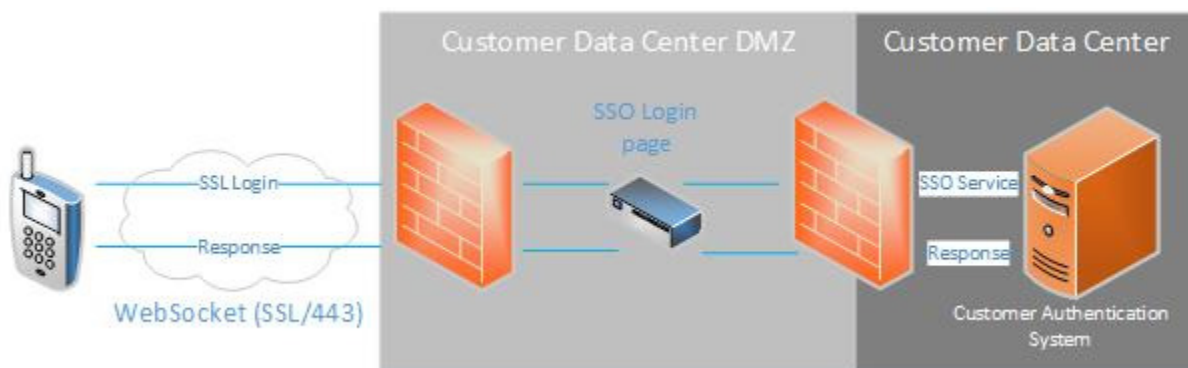 Customer Data Center DMZ
Customer Data Center
SSO Login
page
SSL Login
SSO Service
Response
Response
WebSocket (SSL/443)
Customer Authentication
System